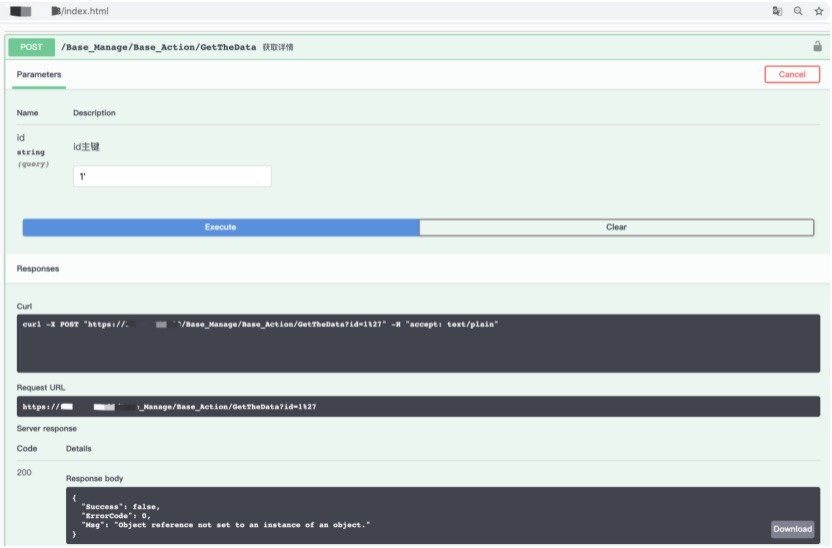 /index.html
POST /Base_Manage/Base_Action/GetTheData 获取详情
Parameters
Cancel
Name Description
id
string
(query)
id主键
1'
Execute
Clear
Responses
Curl
curl -X POST "https:// /Base_Manage/Base_Action/GetTheData?id=1%27" -H "accept: text/plain"
Request URL
https:// _Manage/Base_Action/GetTheData?id=1%27
Server response
Code Details
200
Response body
{
"Success": false,
"ErrorCode": 0,
"Msg": "Object reference not set to an instance of an object."
}
Download